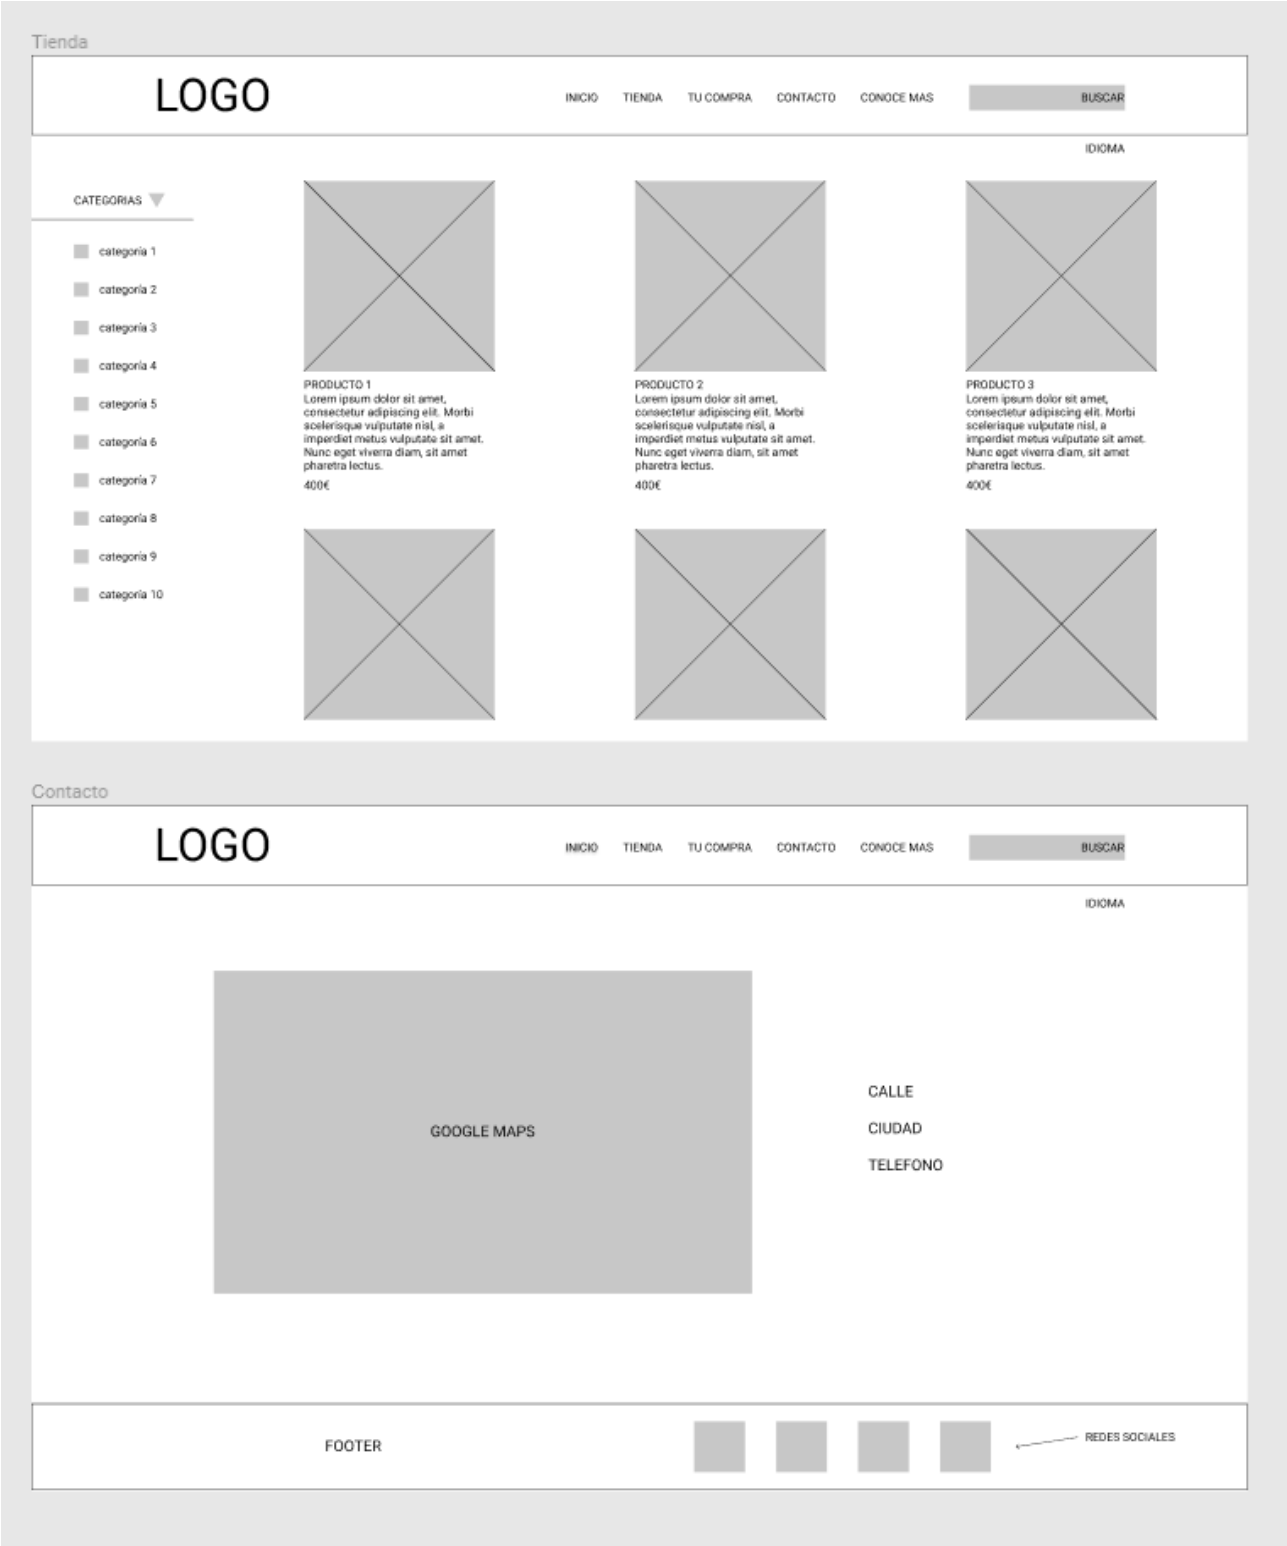 Tienda
LOGO
INICIO TIENDA TU COMPRA CONTACTO CONOCE MAS BUSCAR
IDIOMA
CATEGORIAS
categoría 1
categoría 2
categoría 3
categoría 4
categoría 5
categoría 6
categoría 7
categoría 8
categoría 9
categoría 10
PRODUCTO 1
Lorem ipsum dolor sit amet,
consectetur adipiscing elit. Morbi
scelerisque vulputate nisl, a
imperdiet metus vulputate sit amet.
Nunc eget viverra diam, sit amet
pharetra lectus.
400€
PRODUCTO 2
Lorem ipsum dolor sit amet,
consectetur adipiscing elit. Morbi
scelerisque vulputate nisl, a
imperdiet metus vulputate sit amet.
Nunc eget viverra diam, sit amet
pharetra lectus.
400€
PRODUCTO 3
Lorem ipsum dolor sit amet,
consectetur adipiscing elit. Morbi
scelerisque vulputate nisl, a
imperdiet metus vulputate sit amet.
Nunc eget viverra diam, sit amet
pharetra lectus.
400€
Contacto
LOGO
INICIO TIENDA TU COMPRA CONTACTO CONOCE MAS BUSCAR
IDIOMA
GOOGLE MAPS
CALLE
CIUDAD
TELEFONO
FOOTER
REDES SOCIALES